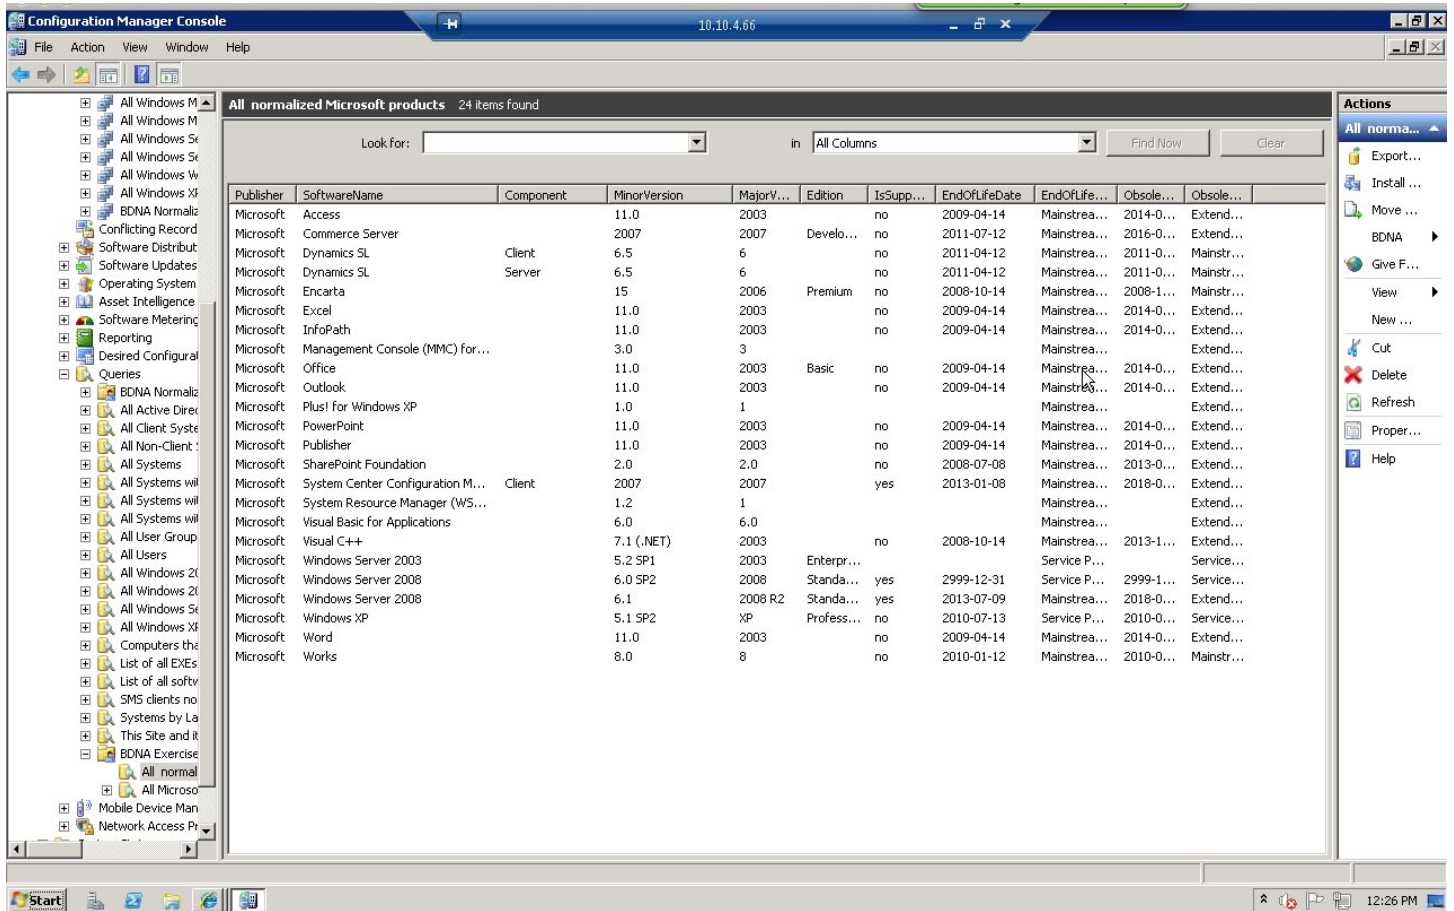 Configuration Manager Console
10.10.4.66
File Action View Window Help
All Windows M
All Windows M
All Windows Se
All Windows Se
All Windows W
All Windows XF
BDNA Normaliz
Conflicting Record
Software Distribut
Software Updates
Operating System
Asset Intelligence
Software Metering
Reporting
Desired Configural
Queries
BDNA Normaliz
All Active Direc
All Client Syste
All Non-Client
All Systems
All Systems wil
All Systems wil
All Systems wil
All User Group
All Users
All Windows 20
All Windows 20
All Windows Se
All Windows XF
Computers tha
List of all EXEs
List of all softw
SMS clients no
Systems by La
This Site and it
BDNA Exercise
All normal
All Microso
Mobile Device Man
Network Access Pr
All normalized Microsoft products 24 items found
Look for: in All Columns Find Now Clear
Publisher SoftwareName Component MinorVersion MajorV... Edition IsSupp... EndOfLifeDate EndOfLife... Obsole... Obsole...
Microsoft Access 11.0 2003 no 2009-04-14 Mainstrea... 2014-0... Extend...
Microsoft Commerce Server 2007 2007 Develo... no 2011-07-12 Mainstrea... 2016-0... Extend...
Microsoft Dynamics SL Client 6.5 6 no 2011-04-12 Mainstrea... 2011-0... Mainstr...
Microsoft Dynamics SL Server 6.5 6 no 2011-04-12 Mainstrea... 2011-0... Mainstr...
Microsoft Encarta 15 2006 Premium no 2008-10-14 Mainstrea... 2008-1... Mainstr...
Microsoft Excel 11.0 2003 no 2009-04-14 Mainstrea... 2014-0... Extend...
Microsoft InfoPath 11.0 2003 no 2009-04-14 Mainstrea... 2014-0... Extend...
Microsoft Management Console (MMC) for... 3.0 3 Mainstrea... Extend...
Microsoft Office 11.0 2003 Basic no 2009-04-14 Mainstrea... 2014-0... Extend...
Microsoft Outlook 11.0 2003 no 2009-04-14 Mainstrea... 2014-0... Extend...
Microsoft Plus! for Windows XP 1.0 1 Mainstrea... Extend...
Microsoft PowerPoint 11.0 2003 no 2009-04-14 Mainstrea... 2014-0... Extend...
Microsoft Publisher 11.0 2003 no 2009-04-14 Mainstrea... 2014-0... Extend...
Microsoft SharePoint Foundation 2.0 2.0 no 2008-07-08 Mainstrea... 2013-0... Extend...
Microsoft System Center Configuration M... Client 2007 2007 yes 2013-01-08 Mainstrea... 2018-0... Extend...
Microsoft System Resource Manager (WS... 1.2 1 Mainstrea... Extend...
Microsoft Visual Basic for Applications 6.0 6.0 Mainstrea... Extend...
Microsoft Visual C++ 7.1 (.NET) 2003 no 2008-10-14 Mainstrea... 2013-1... Extend...
Microsoft Windows Server 2003 5.2 SP1 2003 Enterpr... Service P... Service...
Microsoft Windows Server 2008 6.0 SP2 2008 Standa... yes 2999-12-31 Service P... 2999-1... Service...
Microsoft Windows Server 2008 6.1 2008 R2 Standa... yes 2013-07-09 Mainstrea... 2018-0... Extend...
Microsoft Windows XP 5.1 SP2 XP Profess... no 2010-07-13 Service P... 2010-0... Service...
Microsoft Word 11.0 2003 no 2009-04-14 Mainstrea... 2014-0... Extend...
Microsoft Works 8.0 8 no 2010-01-12 Mainstrea... 2010-0... Mainstr...
Actions
All norma...
Export...
Install ...
Move ...
BDNA
Give F...
View
New ...
Cut
Delete
Refresh
Proper...
Help
Start
12:26 PM